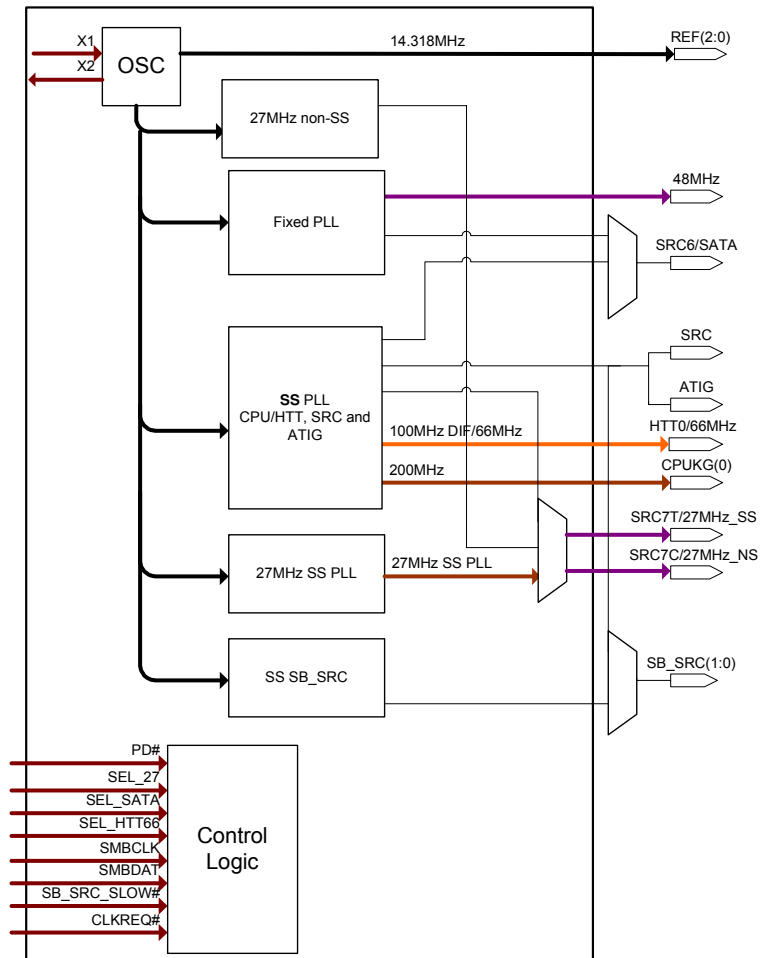 X1
OSC
14.318MHz
REF(2:0)
X2
27MHz non-SS
48MHz
Fixed PLL
SRC6/SATA
SRC
SS PLL
CPU/HTT, SRC and
ATIG
ATIG
100MHz DIF/66MHz
HTT0/66MHz
200MHz
CPUKG(0)
SRC7T/27MHz_SS
27MHz SS PLL
27MHz SS PLL
SRC7C/27MHz_NS
SS SB_SRC
SB_SRC(1:0)
PD#
SEL_27
SEL_SATA
SEL_HTT66
SMBCLK
SMBDAT
SB_SRC_SLOW#
CLKREQ#
Control
Logic